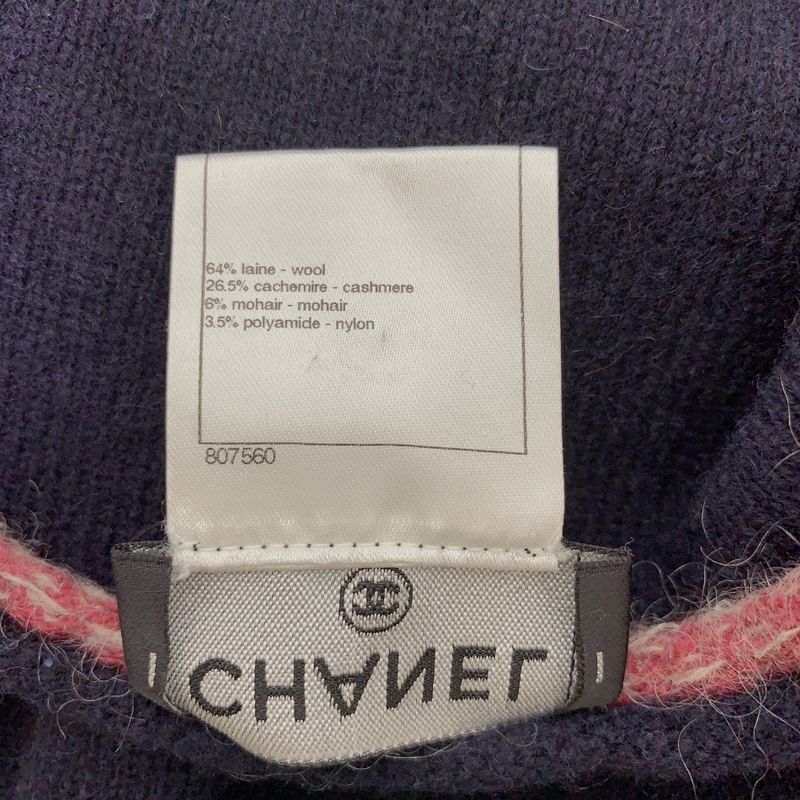 64% laine - wool
26.5% cachemire - cashmere
6% mohair - mohair
3.5% polyamide - nylon
807560
CHANEL